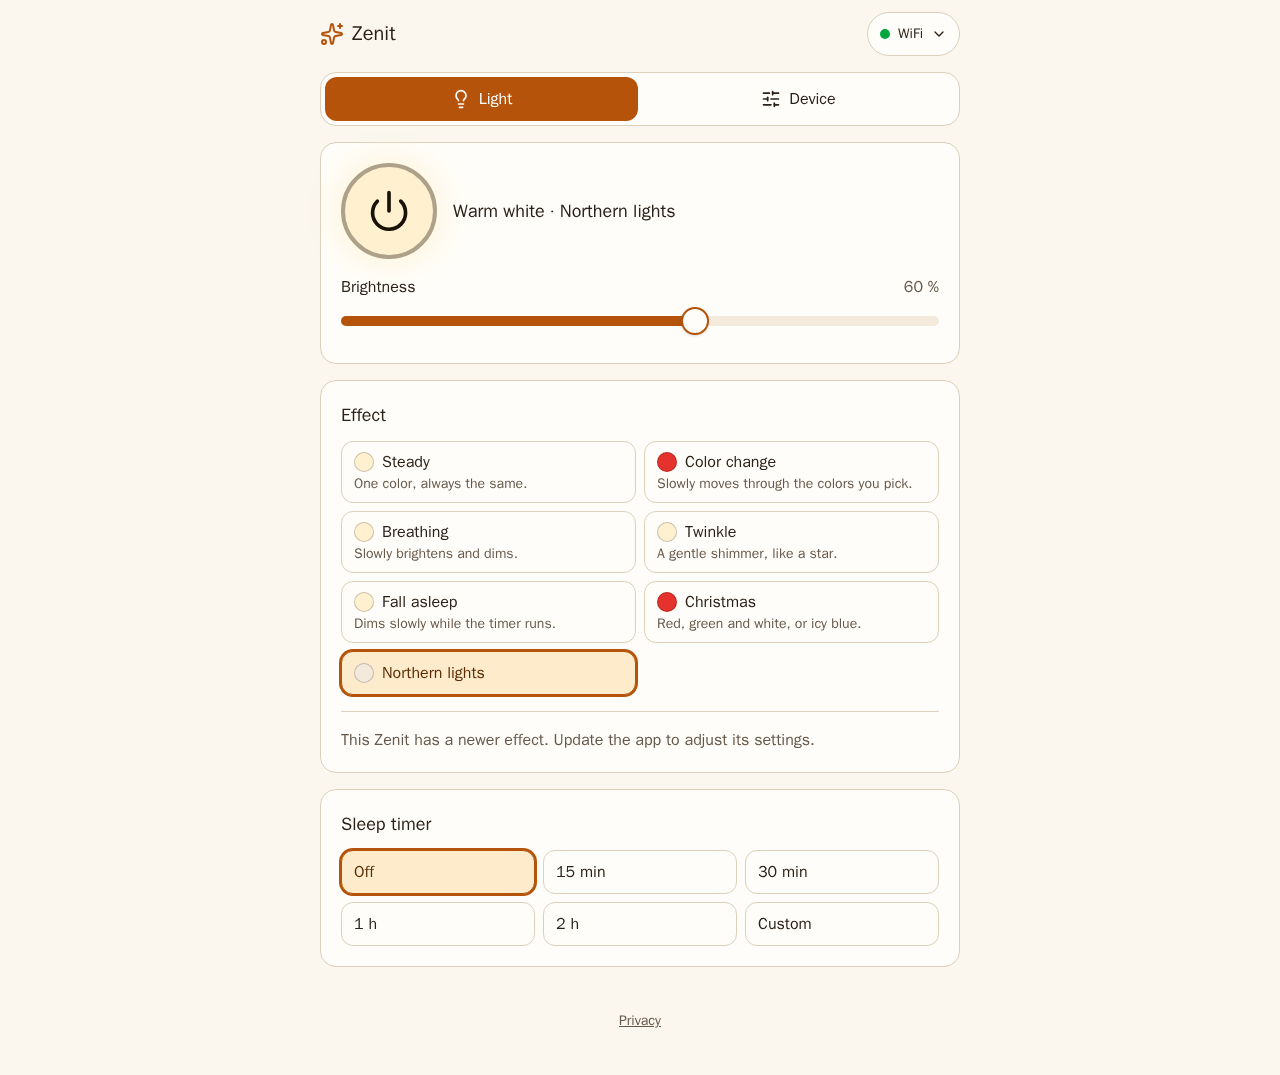 Zenit
WiFi
Light
Device
Warm white · Northern lights
Brightness
60 %
Effect
Steady
One color, always the same.
Color change
Slowly moves through the colors you pick.
Breathing
Slowly brightens and dims.
Twinkle
A gentle shimmer, like a star.
Fall asleep
Dims slowly while the timer runs.
Christmas
Red, green and white, or icy blue.
Northern lights
This Zenit has a newer effect. Update the app to adjust its settings.
Sleep timer
Off
15 min
30 min
1 h
2 h
Custom
Privacy